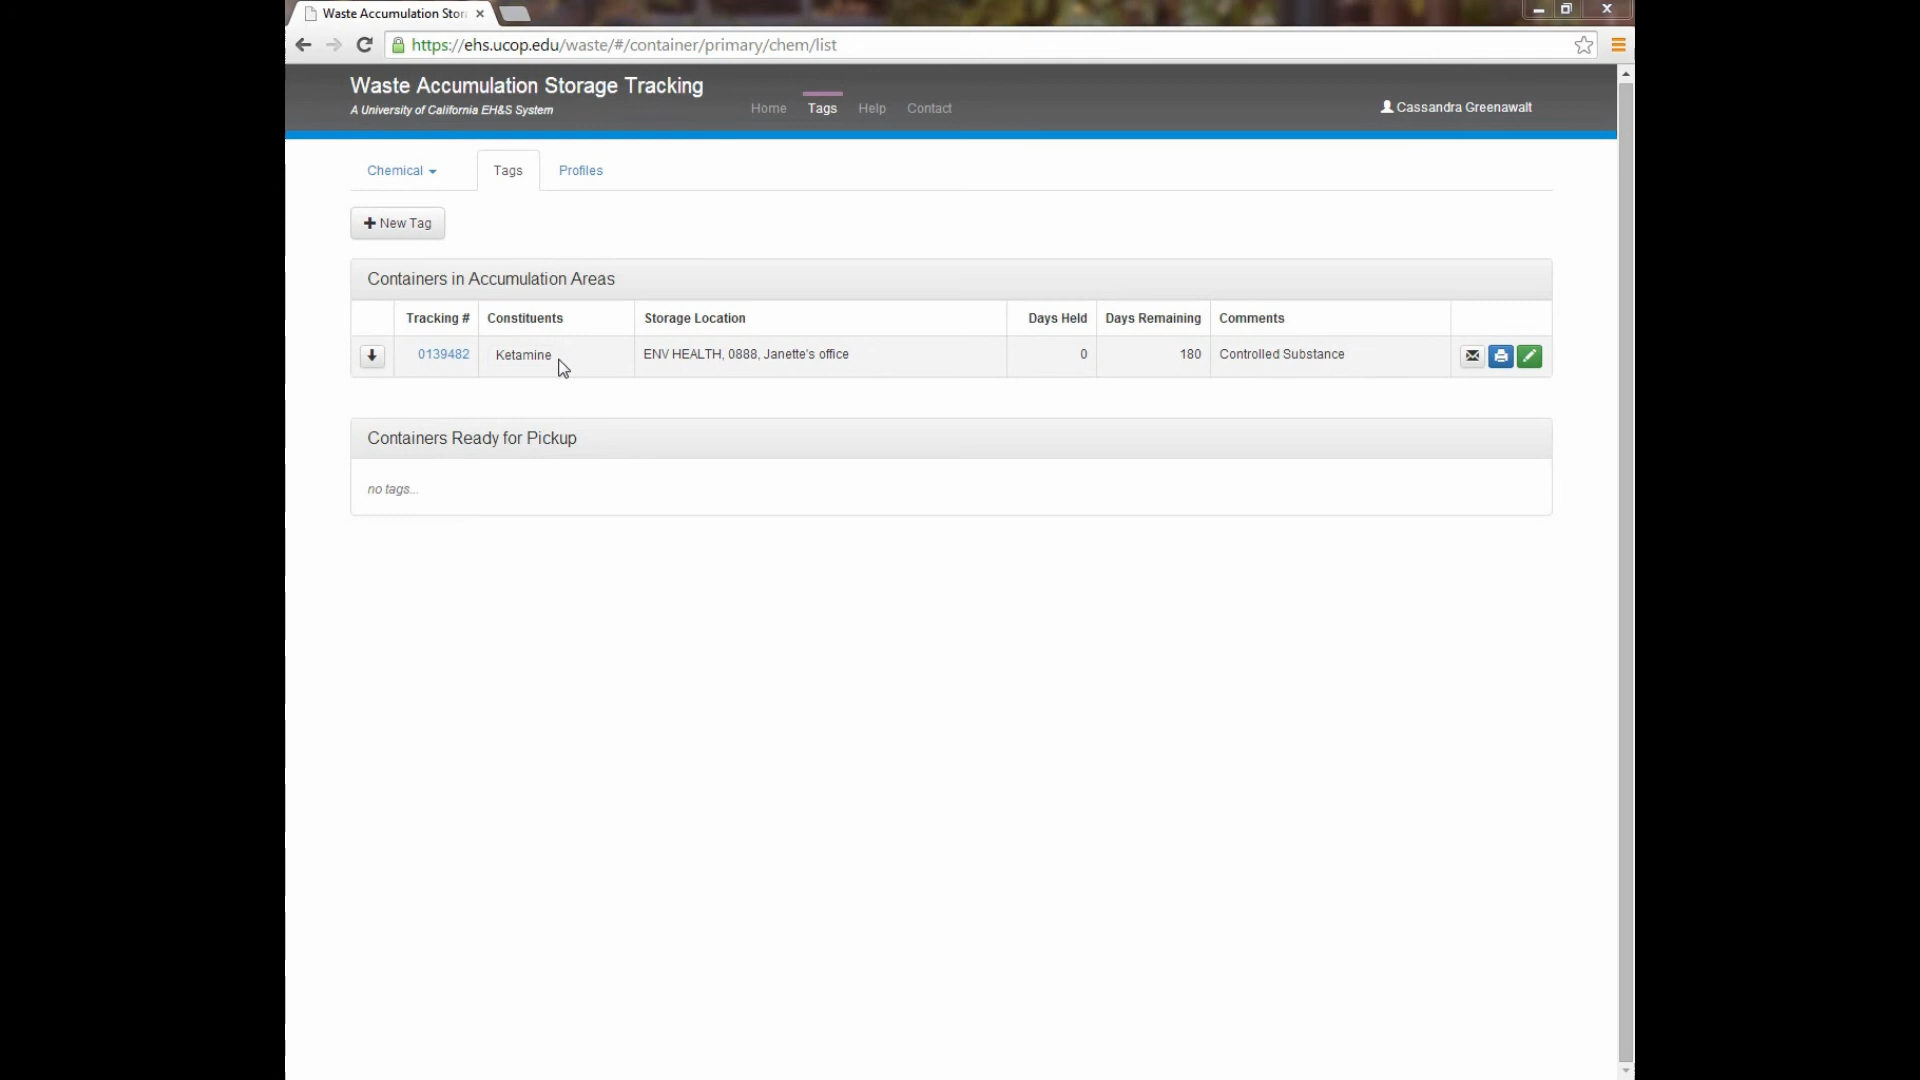 Waste Accumulation Stor
https://ehs.ucop.edu/waste/#/container/primary/chem/list
Waste Accumulation Storage Tracking
A University of California EH&S System
Home Tags Help Contact
Cassandra Greenawalt
Chemical Tags Profiles
New Tag
Containers in Accumulation Areas
Tracking # Constituents Storage Location Days Held Days Remaining Comments
0139482 Ketamine ENV HEALTH, 0888, Janette's office 0 180 Controlled Substance
Containers Ready for Pickup
no tags...